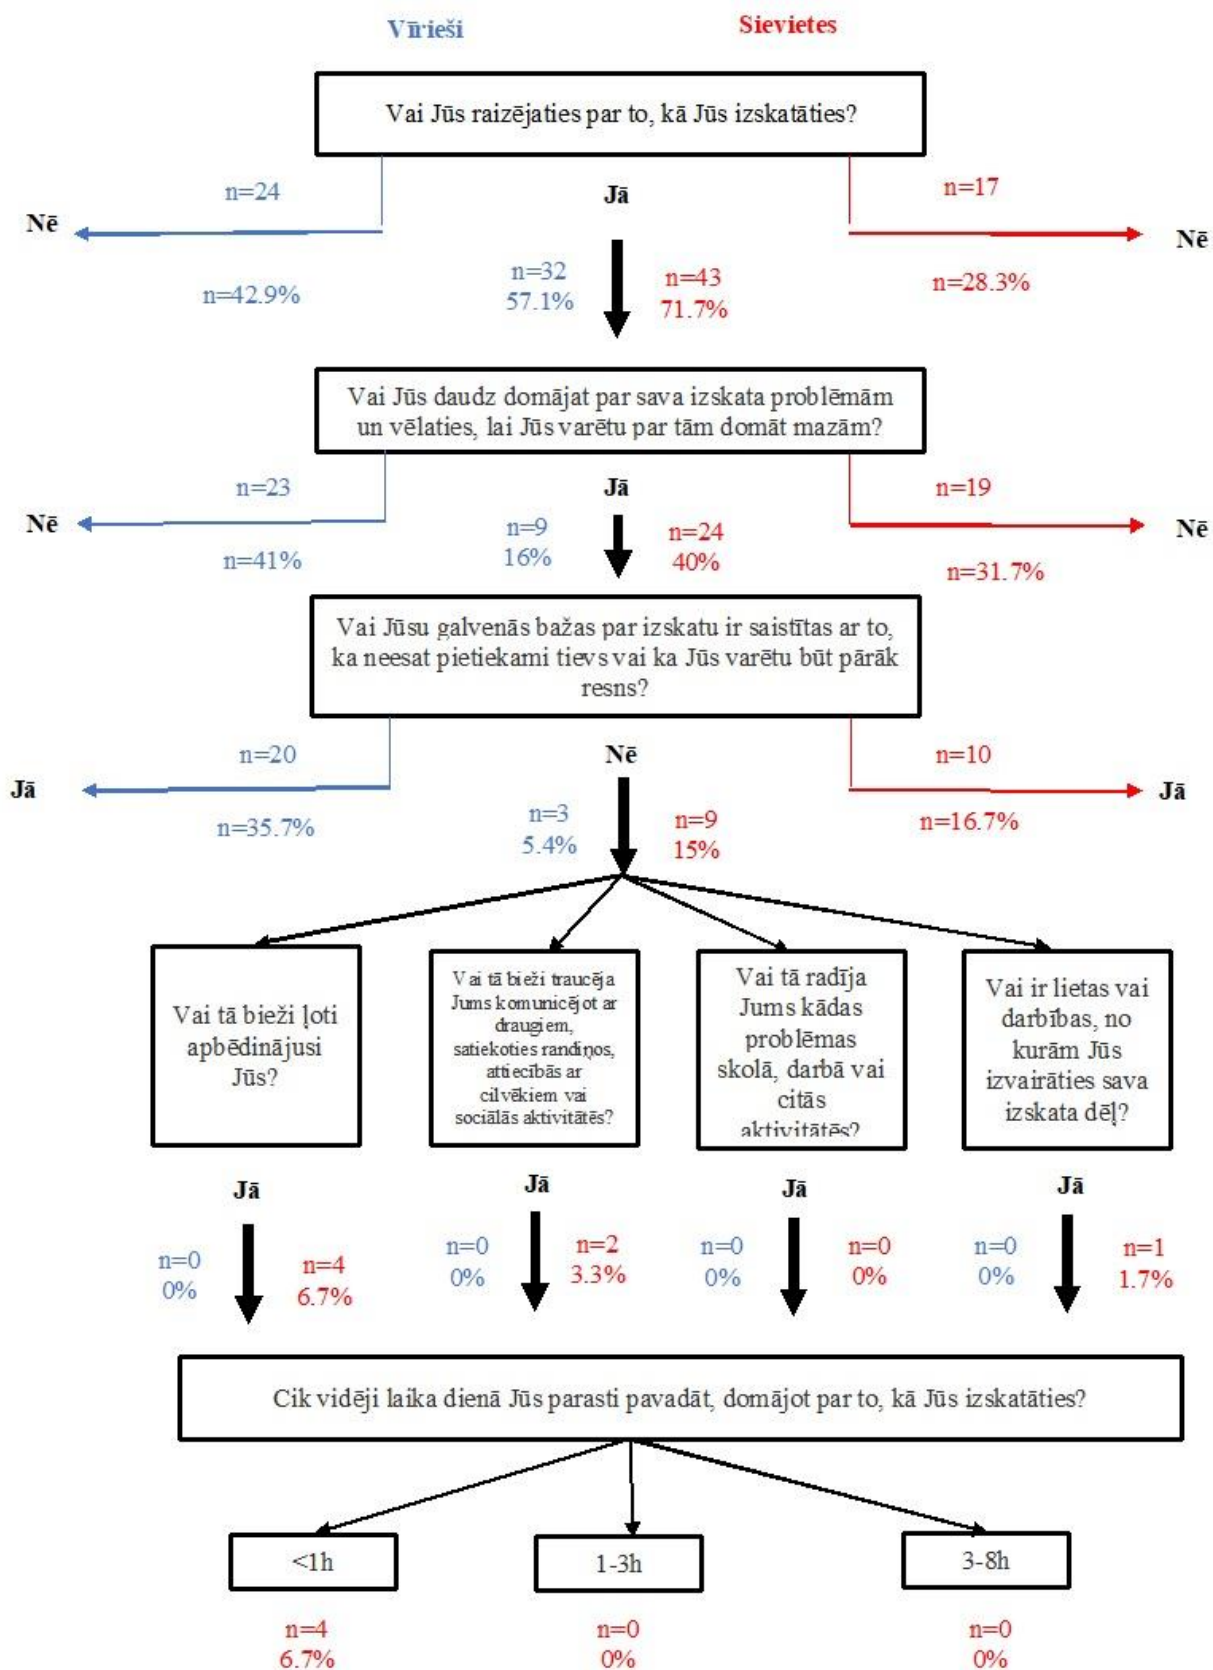 Vīrieši
Sievietes
Vai Jūs raizējaties par to, kā Jūs izskatāties?
n=24
Jā
n=17
Nē
Nē
n=42.9%
n=32
57.1%
n=43
71.7%
n=28.3%
Vai Jūs daudz domājat par sava izskata problēmām
un vēlaties, lai Jūs varētu par tām domāt mazām?
n=23
Jā
n=19
Nē
Nē
n=41%
n=9
16%
n=24
40%
n=31.7%
Vai Jūsu galvenās bažas par izskatu ir saistītas ar to,
ka neesat pietiekami tievs vai ka Jūs varētu būt pārāk
resns?
n=20
Nē
n=10
Jā
Jā
n=35.7%
n=3
5.4%
n=9
15%
n=16.7%
Vai tā bieži ļoti
apbēdinājusi
Jūs?
Vai tā bieži traucēja
Jums komunicējot ar
draugiem,
satiekoties randiņos,
attiecībās ar
cilvēkiem vai
sociālās aktivitātēs?
Vai tā radīja
Jums kādas
problēmas
skolā, darbā vai
citās
aktivitātēs?
Vai ir lietas vai
darbības, no
kurām Jūs
izvairāties sava
izskata dēļ?
Jā
Jā
Jā
Jā
n=0
0%
n=4
6.7%
n=0
0%
n=2
3.3%
n=0
0%
n=0
0%
n=0
0%
n=1
1.7%
Cik vidēji laika dienā Jūs parasti pavadāt, domājot par to, kā Jūs izskatāties?
<1h
1-3h
3-8h
n=4
6.7%
n=0
0%
n=0
0%